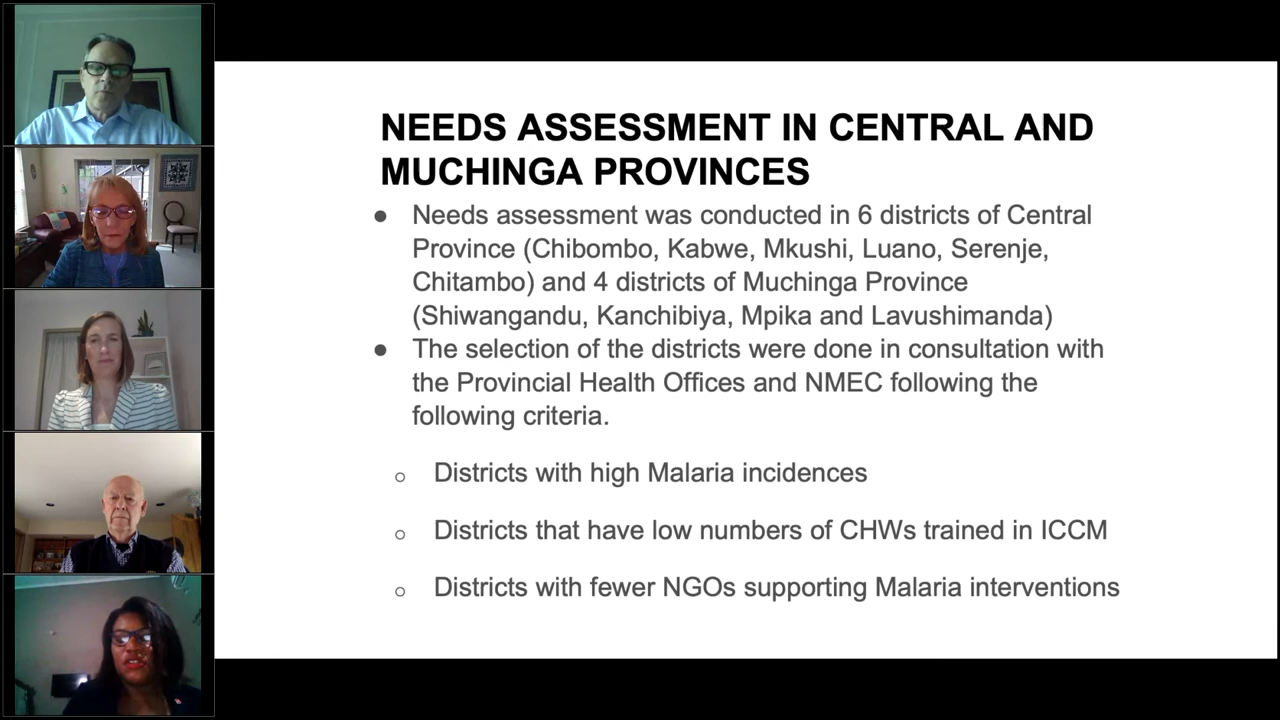 NEEDS ASSESSMENT IN CENTRAL AND
MUCHINGA PROVINCES
● Needs assessment was conducted in 6 districts of Central
Province (Chibombo, Kabwe, Mkushi, Luano, Serenje,
Chitambo) and 4 districts of Muchinga Province
(Shiwangandu, Kanchibiya, Mpika and Lavushimanda)
● The selection of the districts were done in consultation with
the Provincial Health Offices and NMEC following the
following criteria.
○ Districts with high Malaria incidences
○ Districts that have low numbers of CHWs trained in ICCM
○ Districts with fewer NGOs supporting Malaria interventions